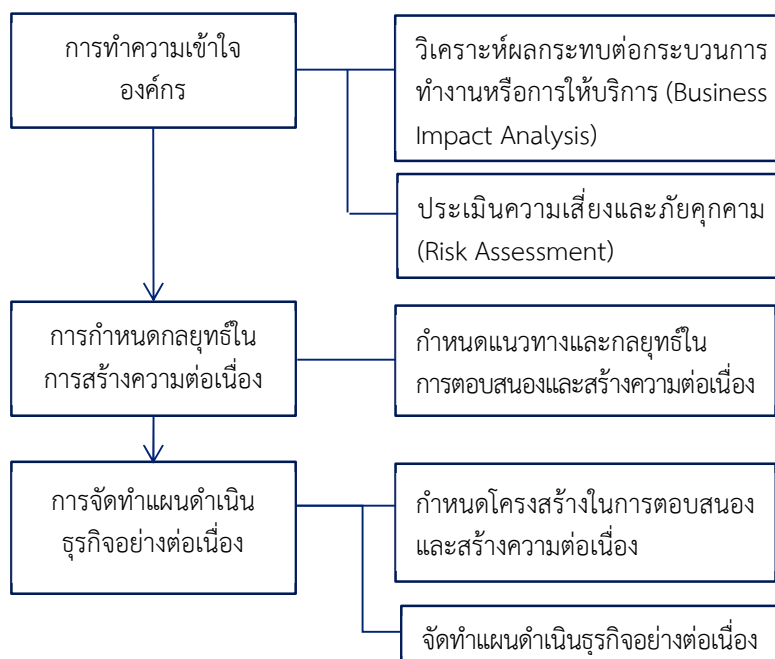 การทำความเข้าใจ
องค์กร
วิเคราะห์ผลกระทบต่อกระบวนการ
ทำงานหรือการให้บริการ (Business
Impact Analysis)
ประเมินความเสี่ยงและภัยคุกคาม
(Risk Assessment)
การกำหนดกลยุทธ์ใน
การสร้างความต่อเนื่อง
กำหนดแนวทางและกลยุทธ์ใน
การตอบสนองและสร้างความต่อเนื่อง
การจัดทำแผนดำเนิน
ธุรกิจอย่างต่อเนื่อง
กำหนดโครงสร้างในการตอบสนอง
และสร้างความต่อเนื่อง
จัดทำแผนดำเนินธุรกิจอย่างต่อเนื่อง